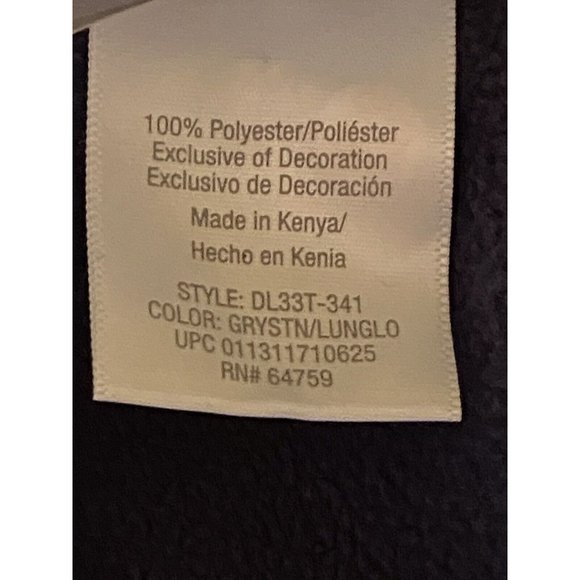 100% Polyester/Poliéster
Exclusive of Decoration
Exclusivo de Decoración
Made in Kenya/
Hecho en Kenia
STYLE: DL33T-341
COLOR: GRYSTN/LUNGLO
UPC 011311710625
RN# 64759